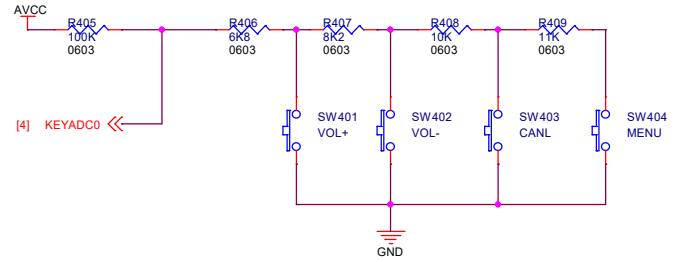 AVCC
R405
100K
0603
R406
6K8
0603
R407
8K2
0603
R408
10K
0603
R409
11K
0603
[4] KEYADC0
SW401
VOL+
SW402
VOL-
SW403
CANL
SW404
MENU
GND